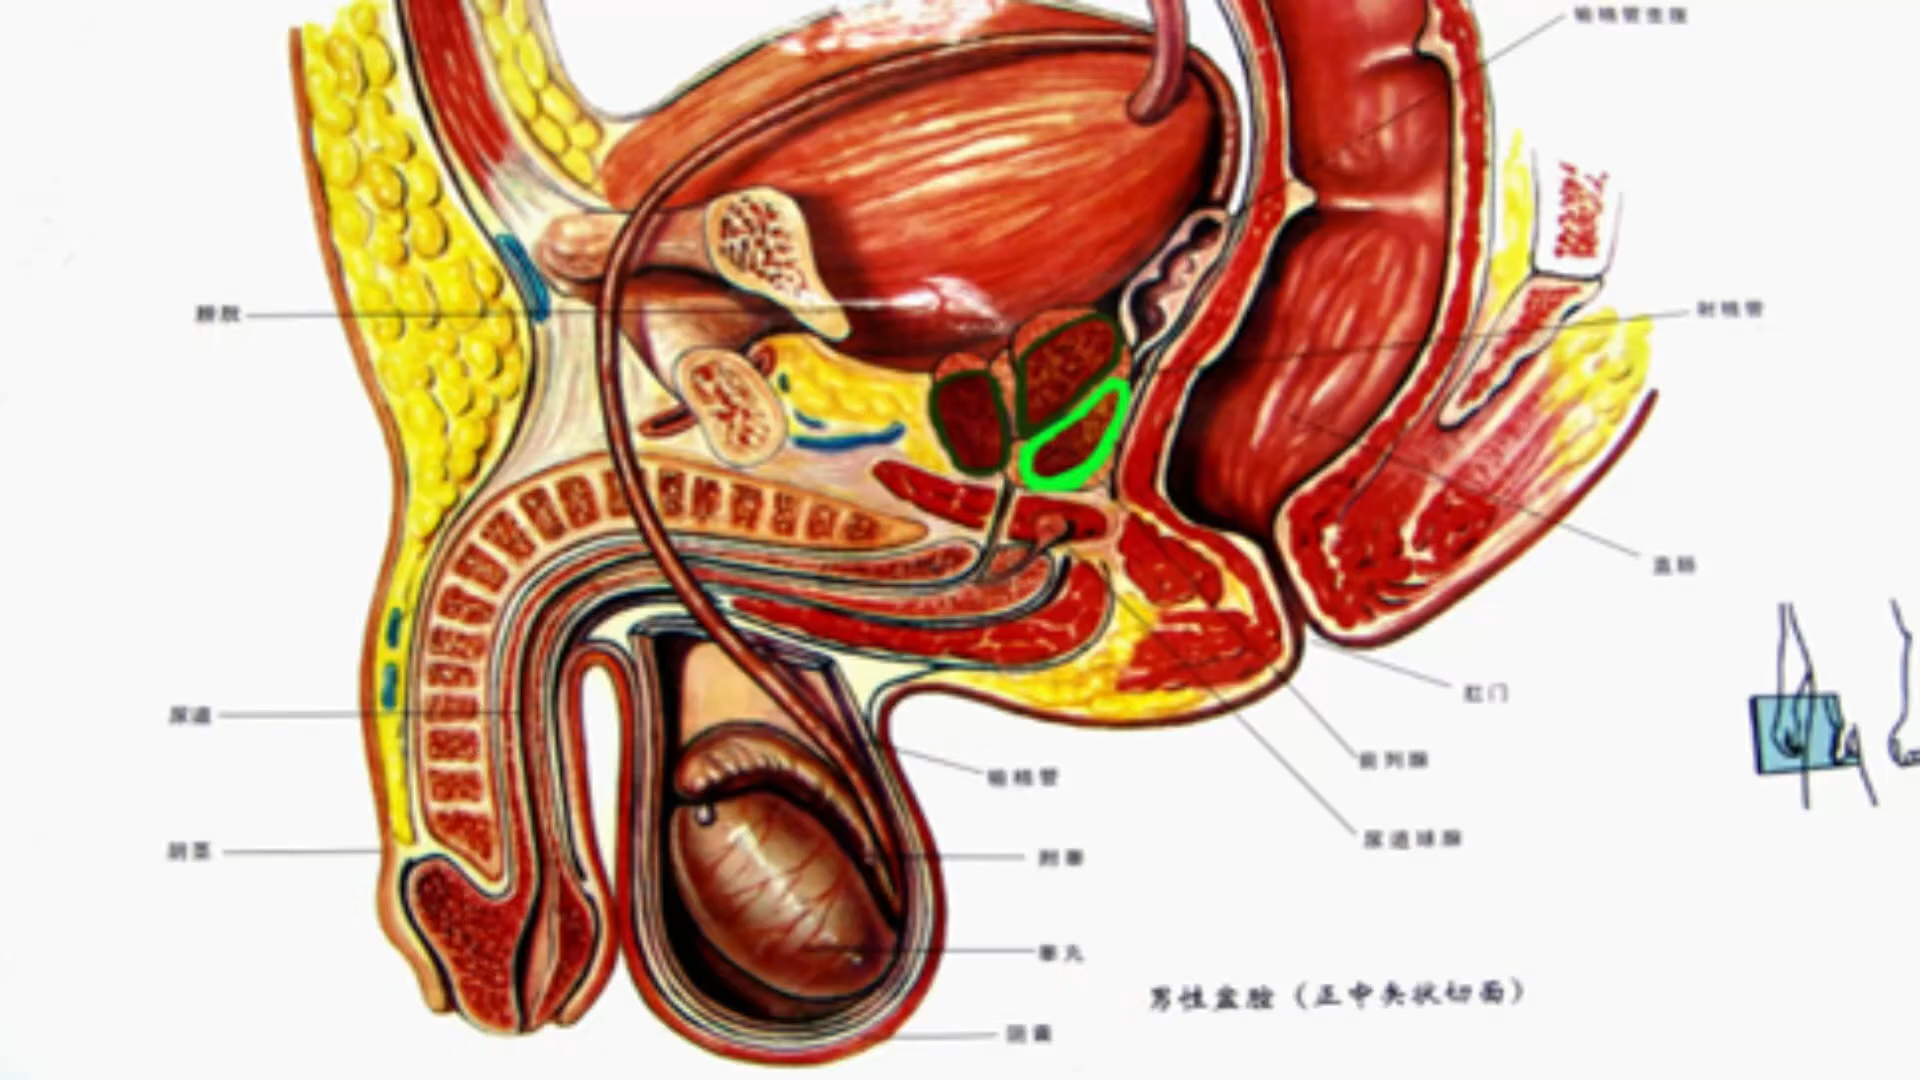 输精管壶腹
膀胱
射精管
直肠
肛门
尿道
前列腺
输精管
尿道球腺
阴茎
附睾
睾丸
男性盆腔（正中矢状切面）
阴囊